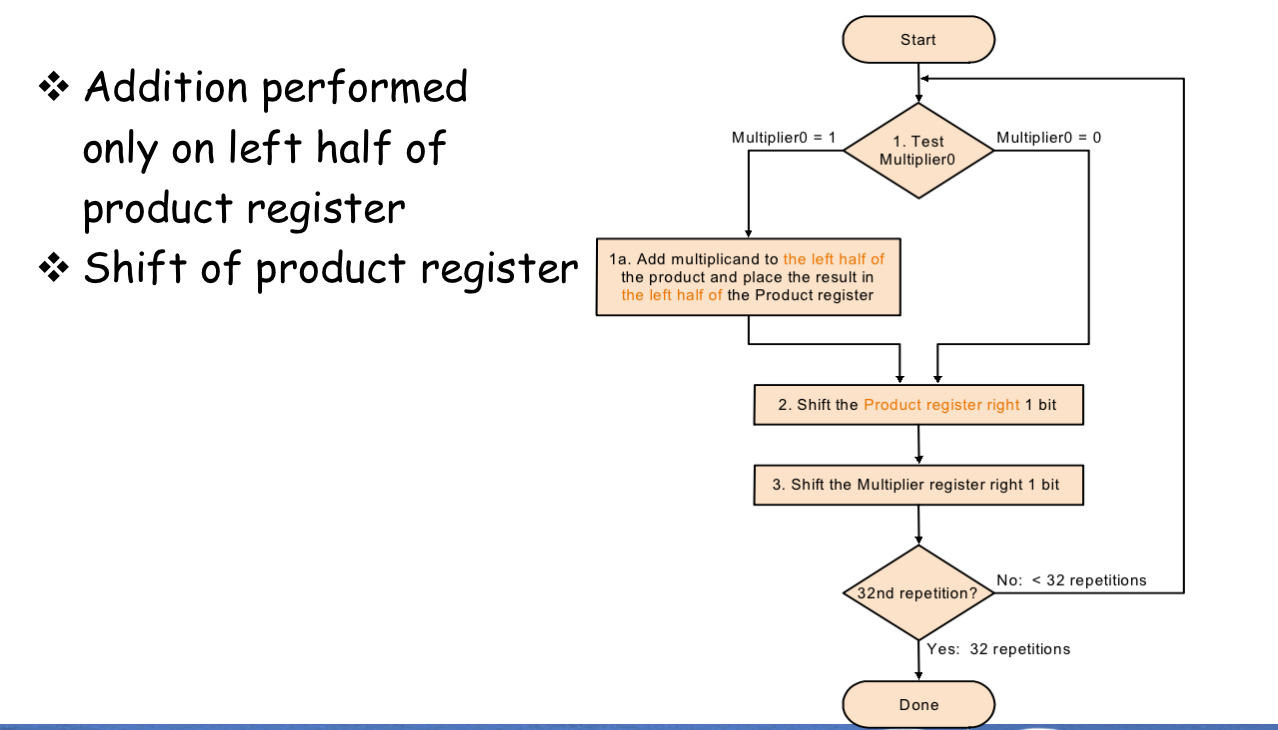 ❖ Addition performed
only on left half of
product register
❖ Shift of product register
Start
Multiplier0 = 1
1. Test
Multiplier0
Multiplier0 = 0
1a. Add multiplicand to the left half of
the product and place the result in
the left half of the Product register
2. Shift the Product register right 1 bit
3. Shift the Multiplier register right 1 bit
32nd repetition?
No: < 32 repetitions
Yes: 32 repetitions
Done